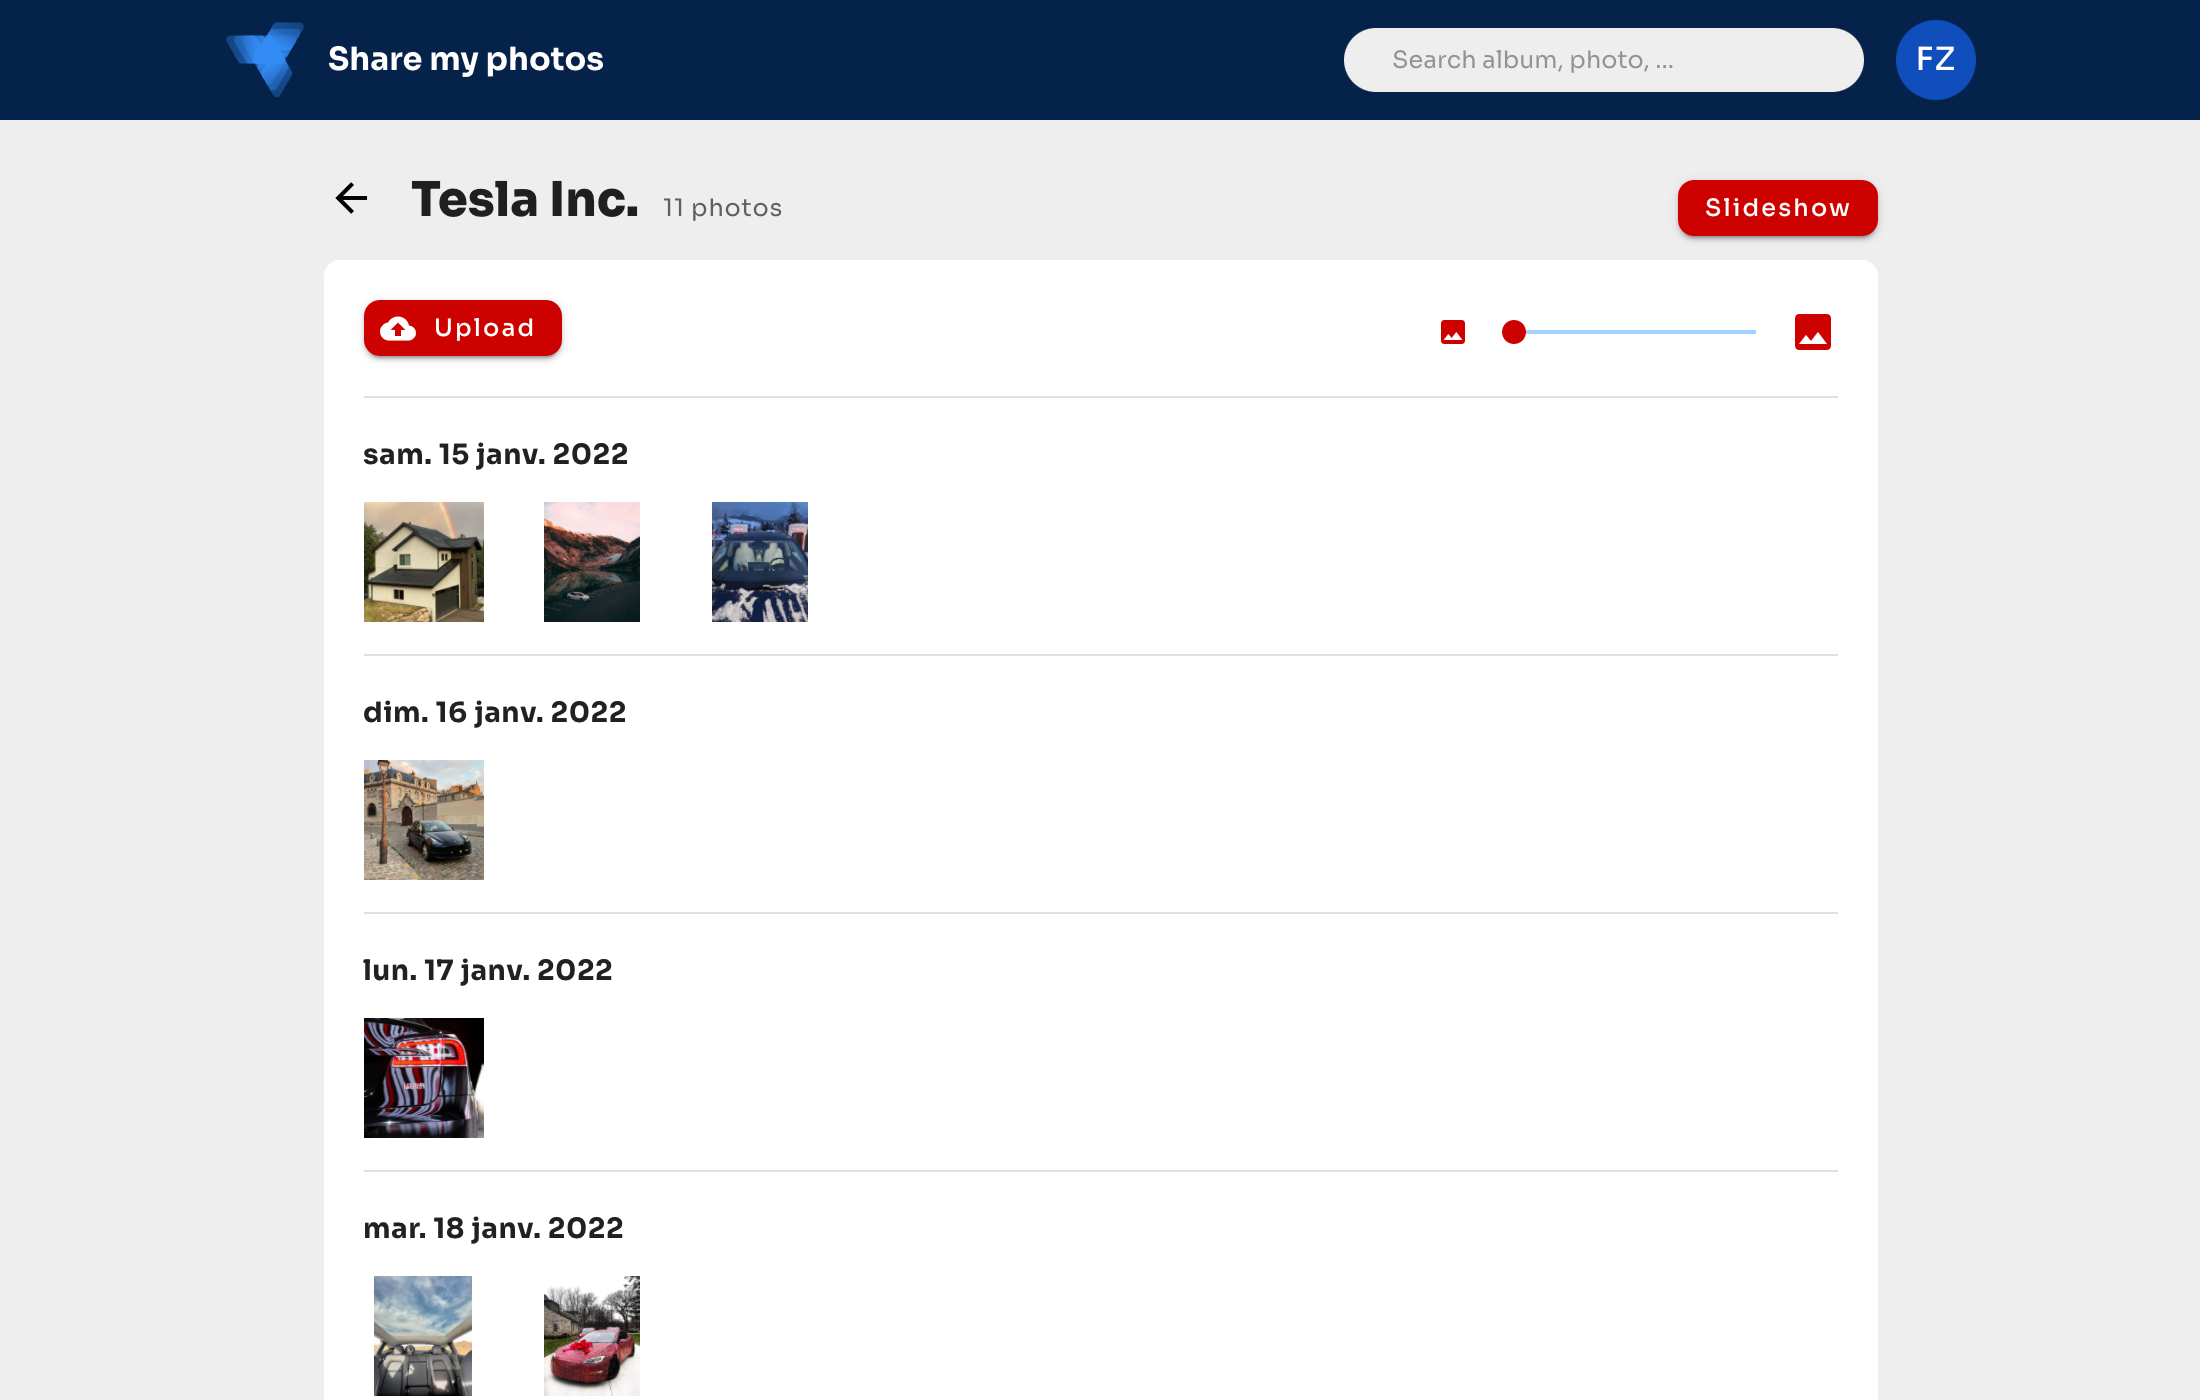 Share my photos
Search album, photo, ...
FZ
Tesla Inc.
11 photos
Slideshow
Upload
sam. 15 janv. 2022
dim. 16 janv. 2022
lun. 17 janv. 2022
mar. 18 janv. 2022